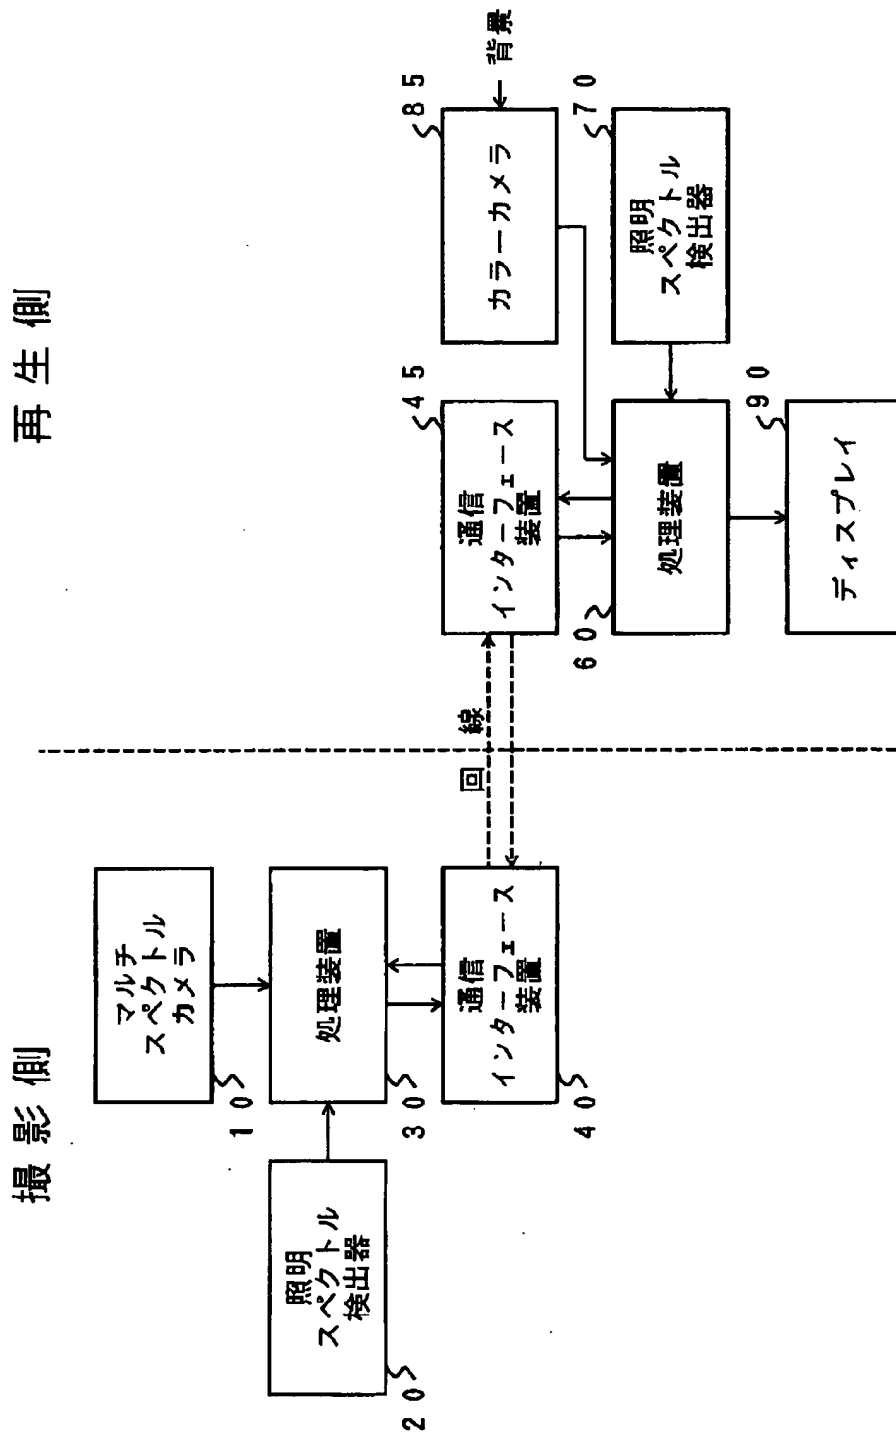 撮影側
再生側
マルチ
スペクトル
カメラ
10
照明
スペクトル
検出器
20
処理装置
30
通信
インターフェース
装置
40
回線
通信
インターフェース
装置
45
カラーカメラ
85
背景
処理装置
60
照明
スペクトル
検出器
70
ディスプレイ
90